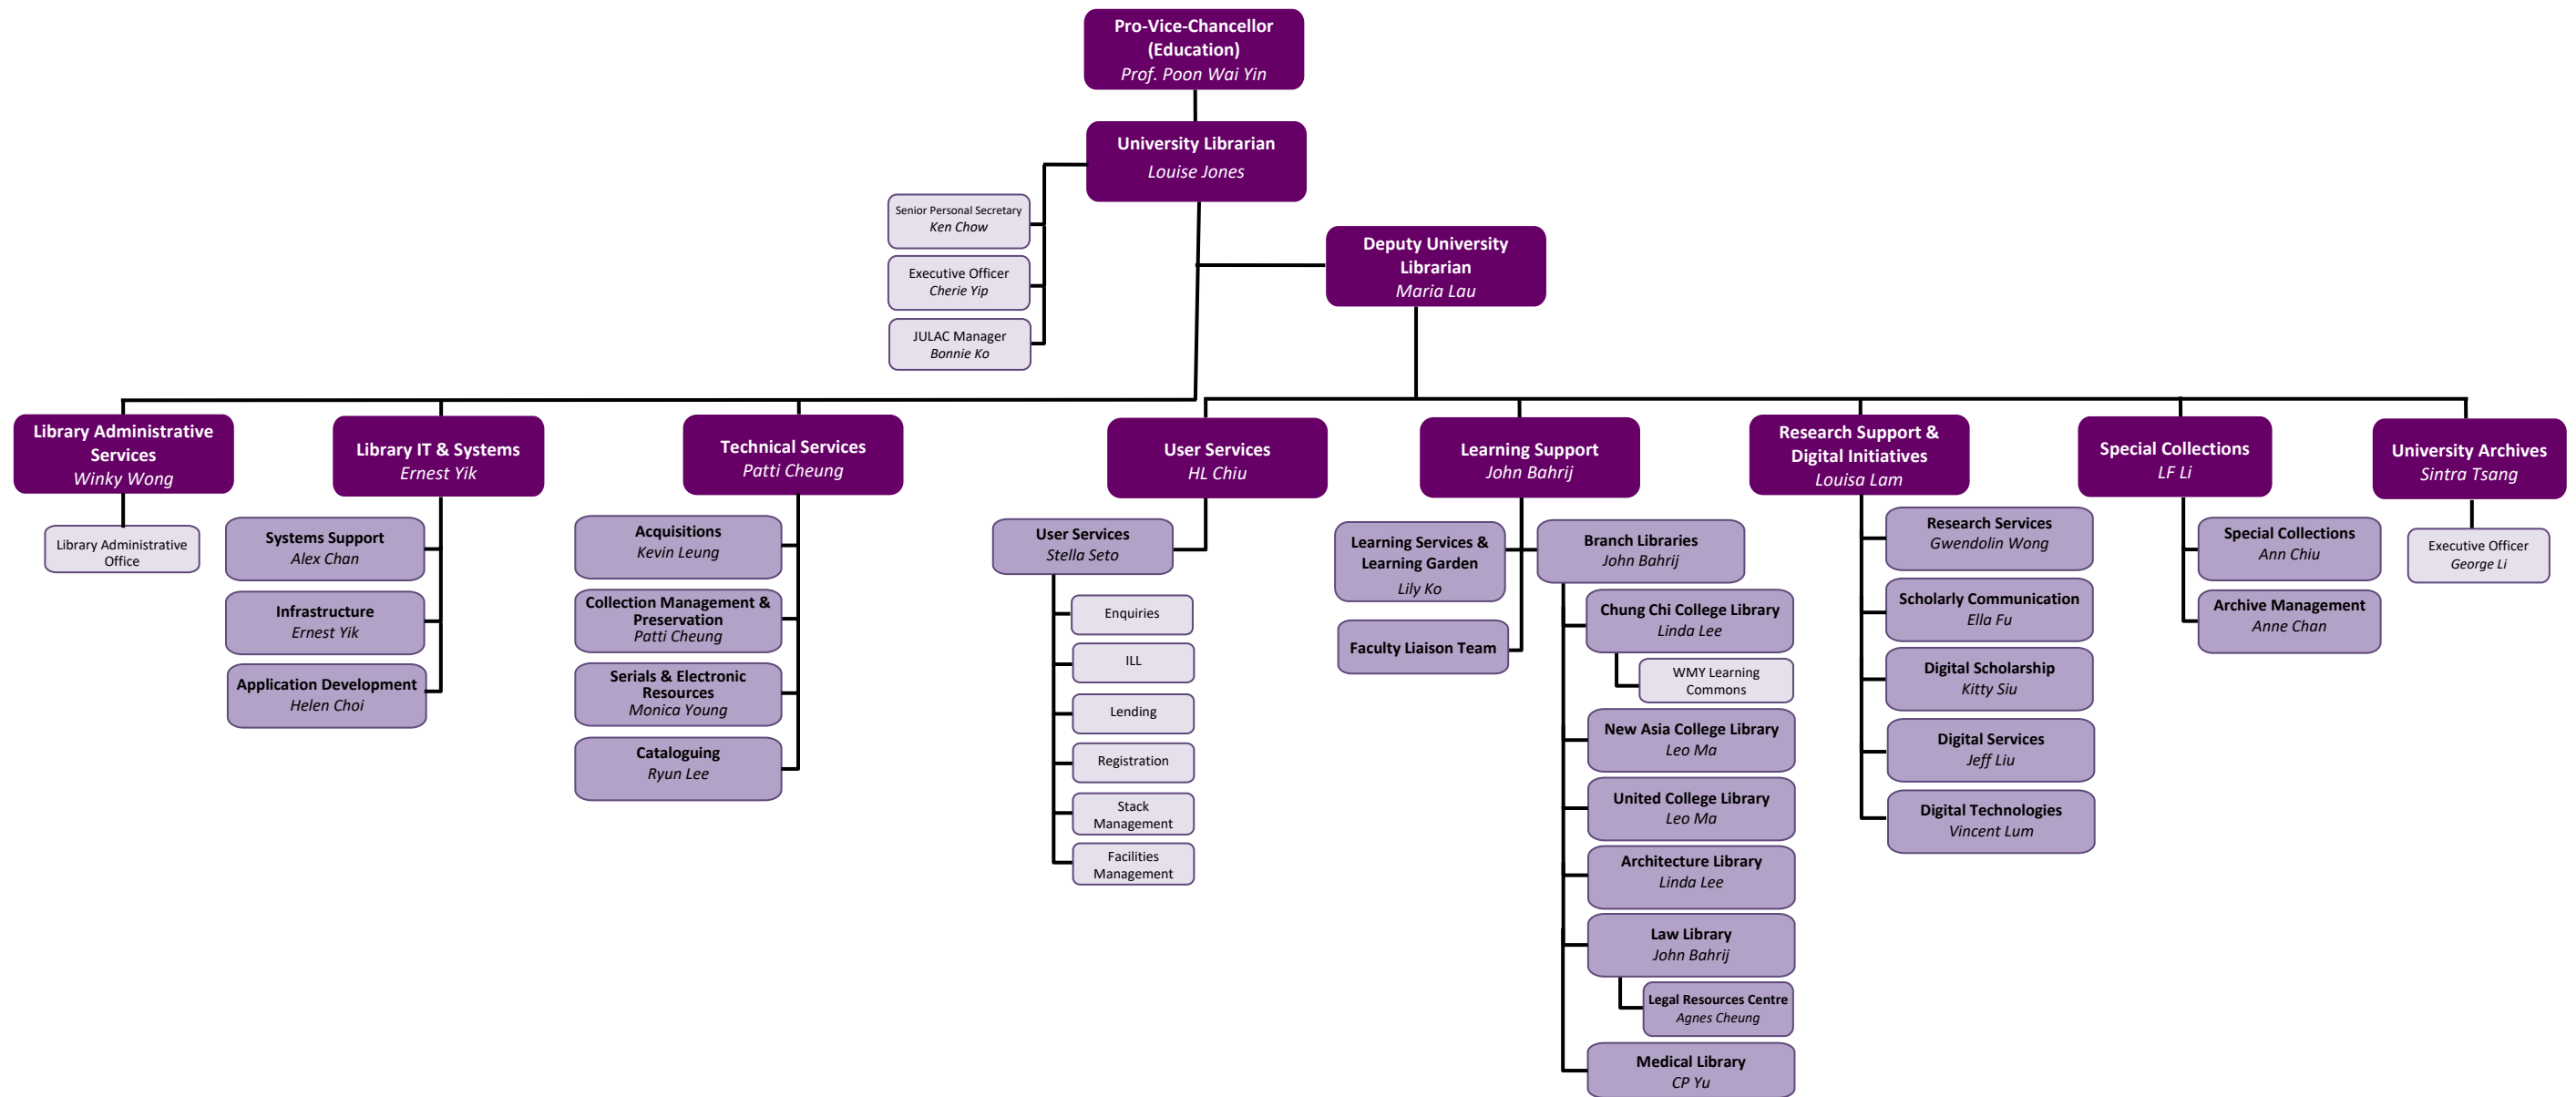 Pro-Vice-Chancellor
(Education)
Prof. Poon Wai Yin
University Librarian
Louise Jones
Senior Personal Secretary
Ken Chow
Executive Officer
Cherie Yip
JULAC Manager
Bonnie Ko
Deputy University
Librarian
Maria Lau
Library Administrative
Services
Winky Wong
Library Administrative
Office
Library IT & Systems
Ernest Yik
Systems Support
Alex Chan
Infrastructure
Ernest Yik
Application Development
Helen Choi
Technical Services
Patti Cheung
Acquisitions
Kevin Leung
Collection Management &
Preservation
Patti Cheung
Serials & Electronic
Resources
Monica Young
Cataloguing
Ryun Lee
User Services
HL Chiu
User Services
Stella Seto
Enquiries
ILL
Lending
Registration
Stack
Management
Facilities
Management
Learning Support
John Bahrij
Learning Services &
Learning Garden
Lily Ko
Faculty Liaison Team
Branch Libraries
John Bahrij
Chung Chi College Library
Linda Lee
WMY Learning
Commons
New Asia College Library
Leo Ma
United College Library
Leo Ma
Architecture Library
Linda Lee
Law Library
John Bahrij
Legal Resources Centre
Agnes Cheung
Medical Library
CP Yu
Research Support &
Digital Initiatives
Louisa Lam
Research Services
Gwendolin Wong
Scholarly Communication
Ella Fu
Digital Scholarship
Kitty Siu
Digital Services
Jeff Liu
Digital Technologies
Vincent Lum
Special Collections
LF Li
Special Collections
Ann Chiu
Archive Management
Anne Chan
University Archives
Sintra Tsang
Executive Officer
George Li